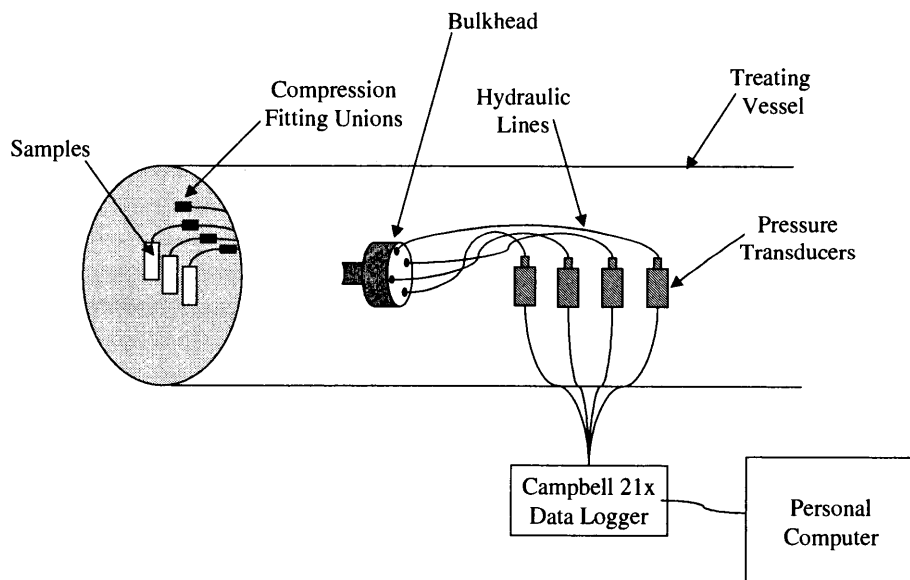 Bulkhead
Compression
Fitting Unions
Hydraulic
Lines
Treating
Vessel
Samples
Pressure
Transducers
Campbell 21x
Data Logger
Personal
Computer